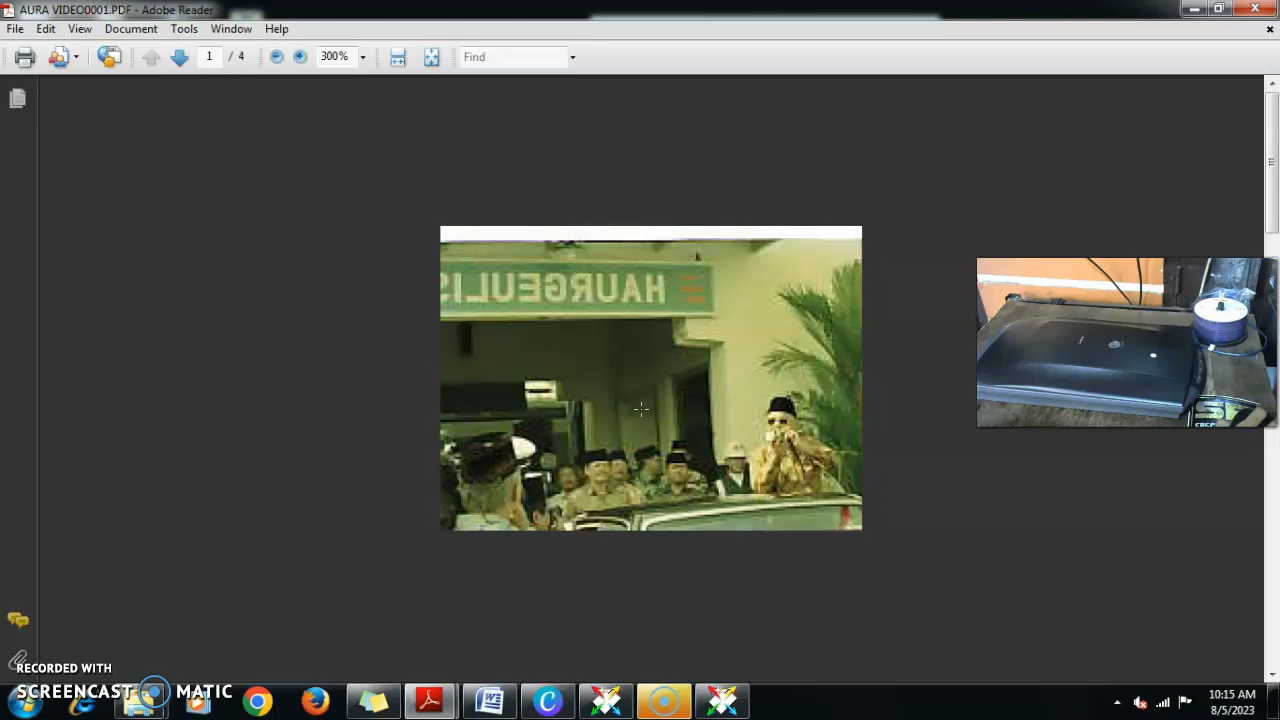 AURA VIDEO0001.PDF - Adobe Reader
File Edit View Document Tools Window Help
1 / 4 300% Find
HAURGEULIS
RECORDED WITH
SCREENCAST MATIC
10:15 AM
8/5/2023